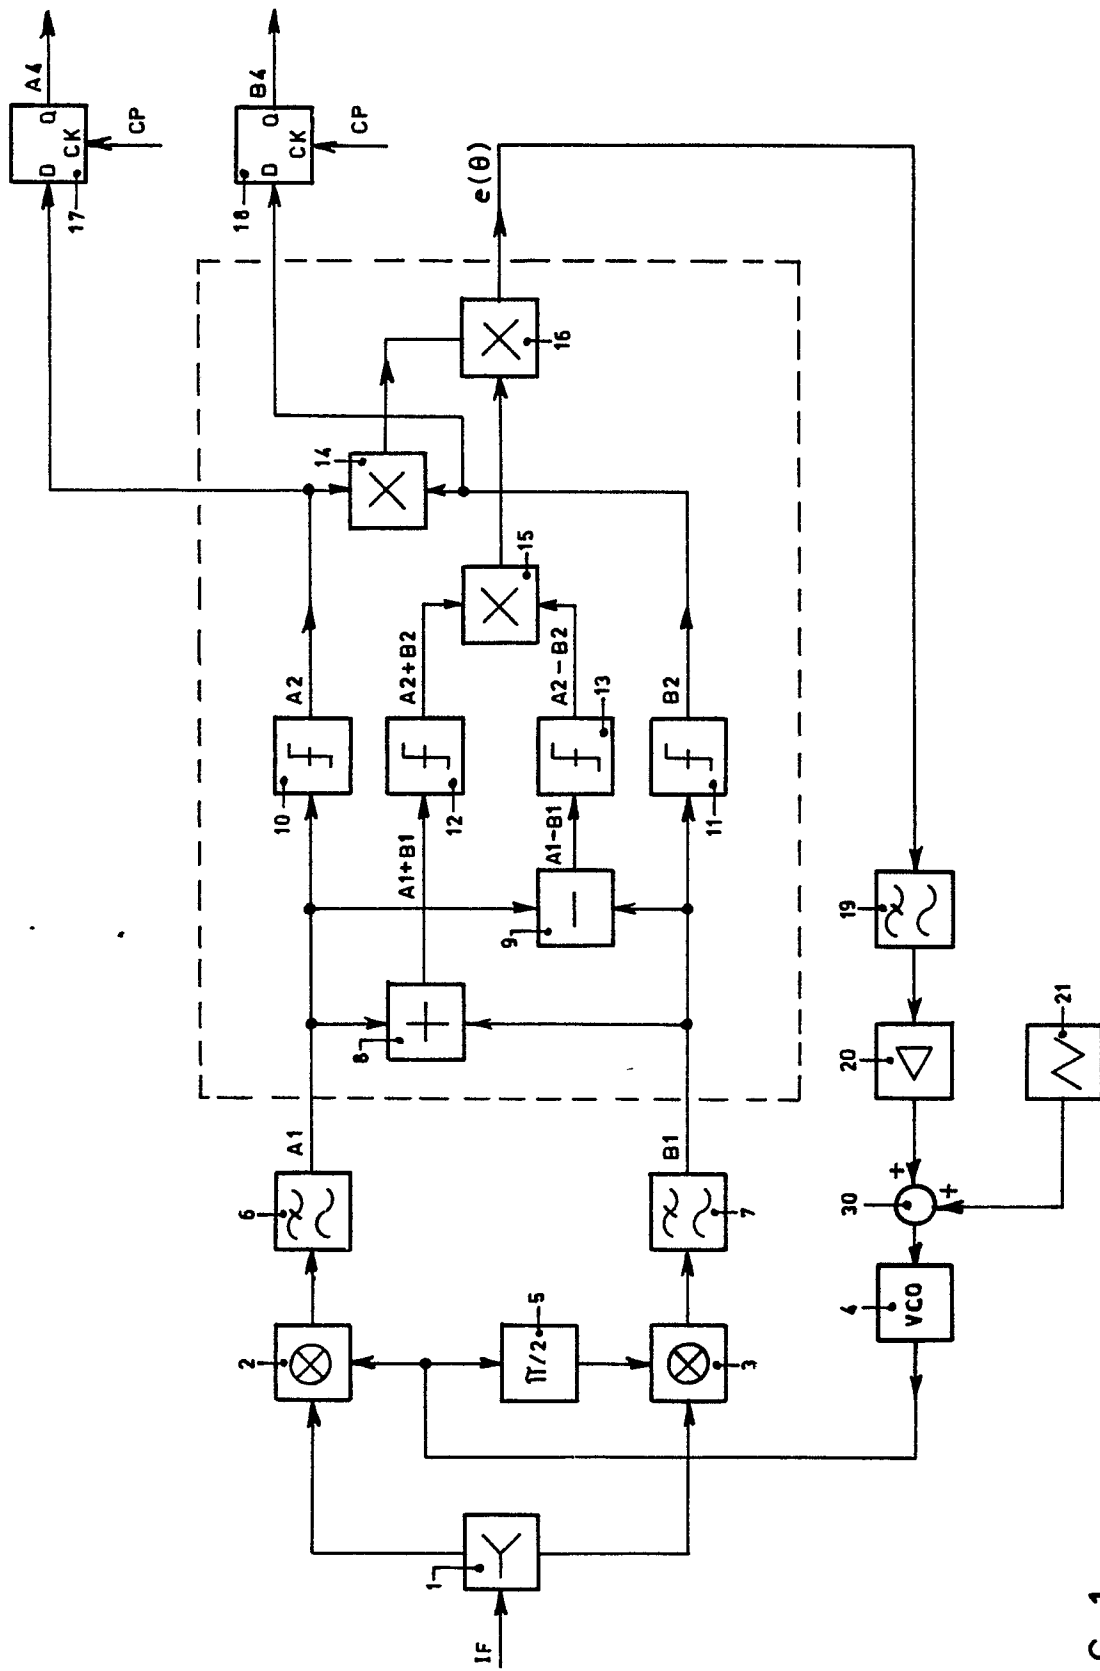 IF
1
2
3
π/2
5
6
7
A1
B1
8
9
A1+B1
A1-B1
10
12
13
11
A2
A2+B2
A2-B2
B2
14
15
16
e(θ)
D
Q
CK
17
CP
A4
D
Q
CK
18
CP
B4
19
20
21
30
+
+
VCO
4